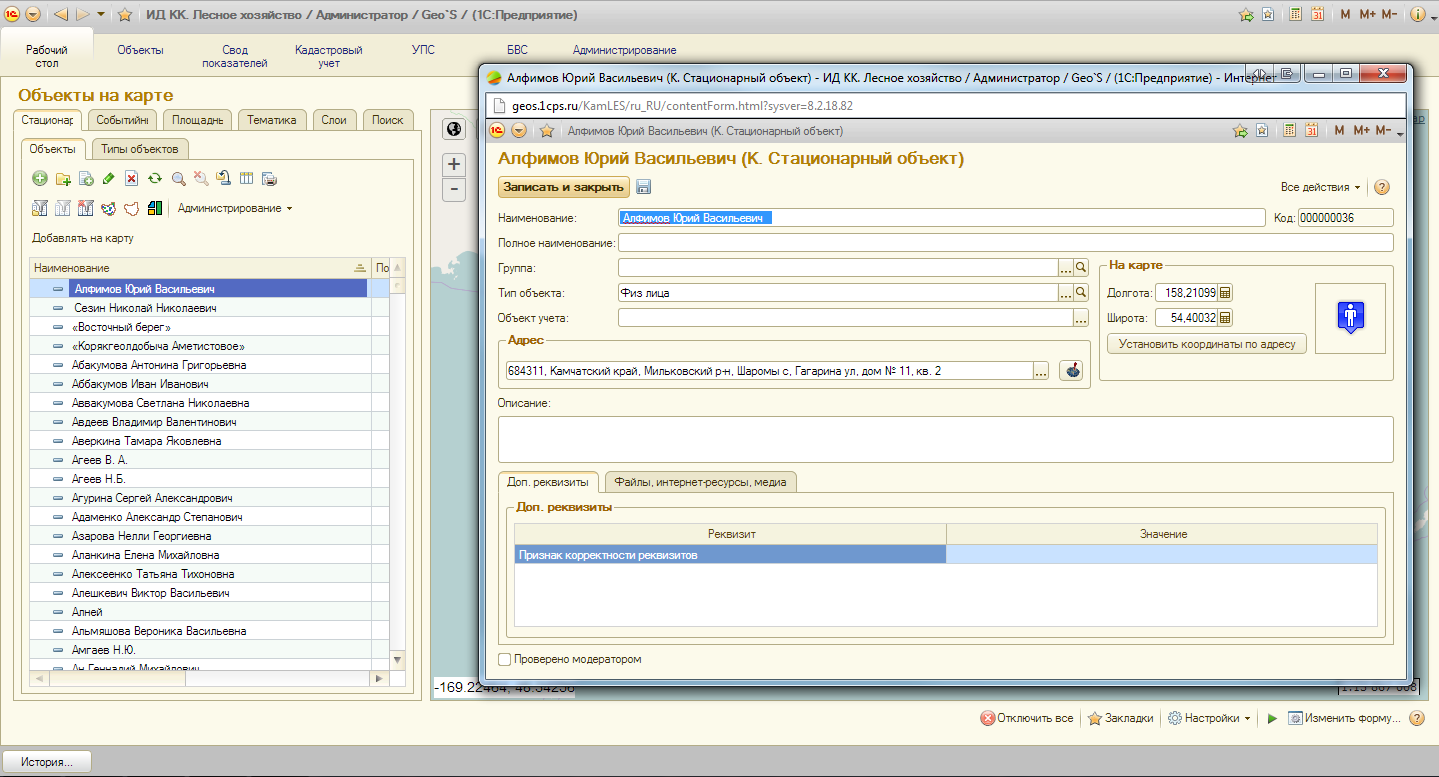 ИД КК. Лесное хозяйство / Администратор / Geo`S / (1С:Предприятие)
M M+ M-
Рабочий стол
Объекты
Свод показателей
Кадастровый учет
УПС
БВС
Администрирование
Объекты на карте
Стационар
Событийн
Площадн
Тематика
Слои
Поиск
Объекты
Типы объектов
Администрирование
Добавлять на карту
Наименование
По
Алфимов Юрий Васильевич
Сезин Николай Николаевич
«Восточный берег»
«Корякгеолдобыча Аметистовое»
Абакумова Антонина Григорьевна
Аббакумов Иван Иванович
Аввакумова Светлана Николаевна
Авдеев Владимир Валентинович
Аверкина Тамара Яковлевна
Агеев В. А.
Агеев Н.Б.
Агурина Сергей Александрович
Адаменко Александр Степанович
Азарова Нелли Георгиевна
Аланкина Елена Михайловна
Алексеенко Татьяна Тихоновна
Алешкевич Виктор Васильевич
Алней
Альмяшова Вероника Васильевна
Амгаев Н.Ю.
Ан Геннадий Михайлович
+
-
Алфимов Юрий Васильевич (К. Стационарный объект) - ИД КК. Лесное хозяйство / Администратор / Geo`S / (1С:Предприятие) - Интернет
geos.1cps.ru/KamLES/ru_RU/contentForm.html?sysver=8.2.18.82
Алфимов Юрий Васильевич (К. Стационарный объект)
M M+ M-
Алфимов Юрий Васильевич (К. Стационарный объект)
Записать и закрыть
Все действия
Наименование:
Алфимов Юрий Васильевич
Код:
000000036
Полное наименование:
Группа:
Тип объекта:
Физ лица
Объект учета:
На карте
Долгота:
158,21099
Широта:
54,40032
Установить координаты по адресу
Адрес
684311, Камчатский край, Мильковский р-н, Шаромы с, Гагарина ул, дом № 11, кв. 2
Описание:
Доп. реквизиты
Файлы, интернет-ресурсы, медиа
Доп. реквизиты
Реквизит
Значение
Признак корректности реквизитов
Проверено модератором
Отключить все
Закладки
Настройки
Изменить форму...
История...